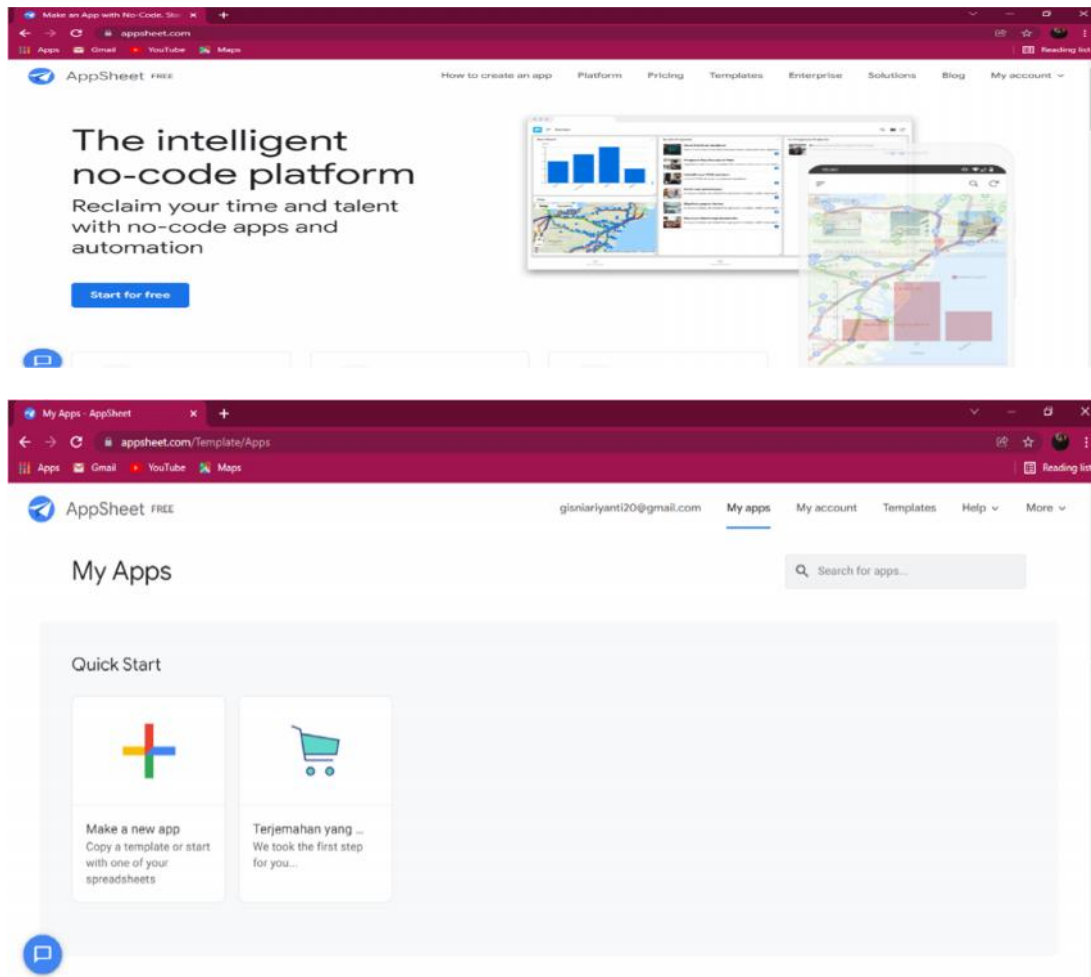 Make an App with No-Code. Sta
appsheet.com
Apps Gmail YouTube Maps Reading list
AppSheet FREE How to create an app Platform Pricing Templates Enterprise Solutions Blog My account
The intelligent
no-code platform
Reclaim your time and talent
with no-code apps and
automation
Start for free
My Apps - AppSheet
appsheet.com/Template/Apps
Apps Gmail YouTube Maps Reading list
AppSheet FREE gisniariyanti20@gmail.com My apps My account Templates Help More
My Apps
Search for apps...
Quick Start
Make a new app
Copy a template or start
with one of your
spreadsheets
Terjemahan yang ...
We took the first step
for you...